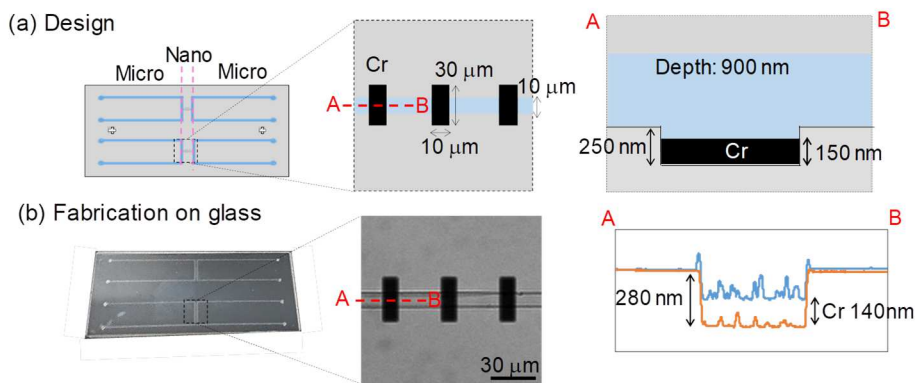 (a) Design
Nano
Micro Micro
Cr
30 μm
10 μm
A B
10 μm
A B
Depth: 900 nm
250 nm
Cr
150 nm
(b) Fabrication on glass
A B
30 μm
A B
280 nm
Cr 140nm